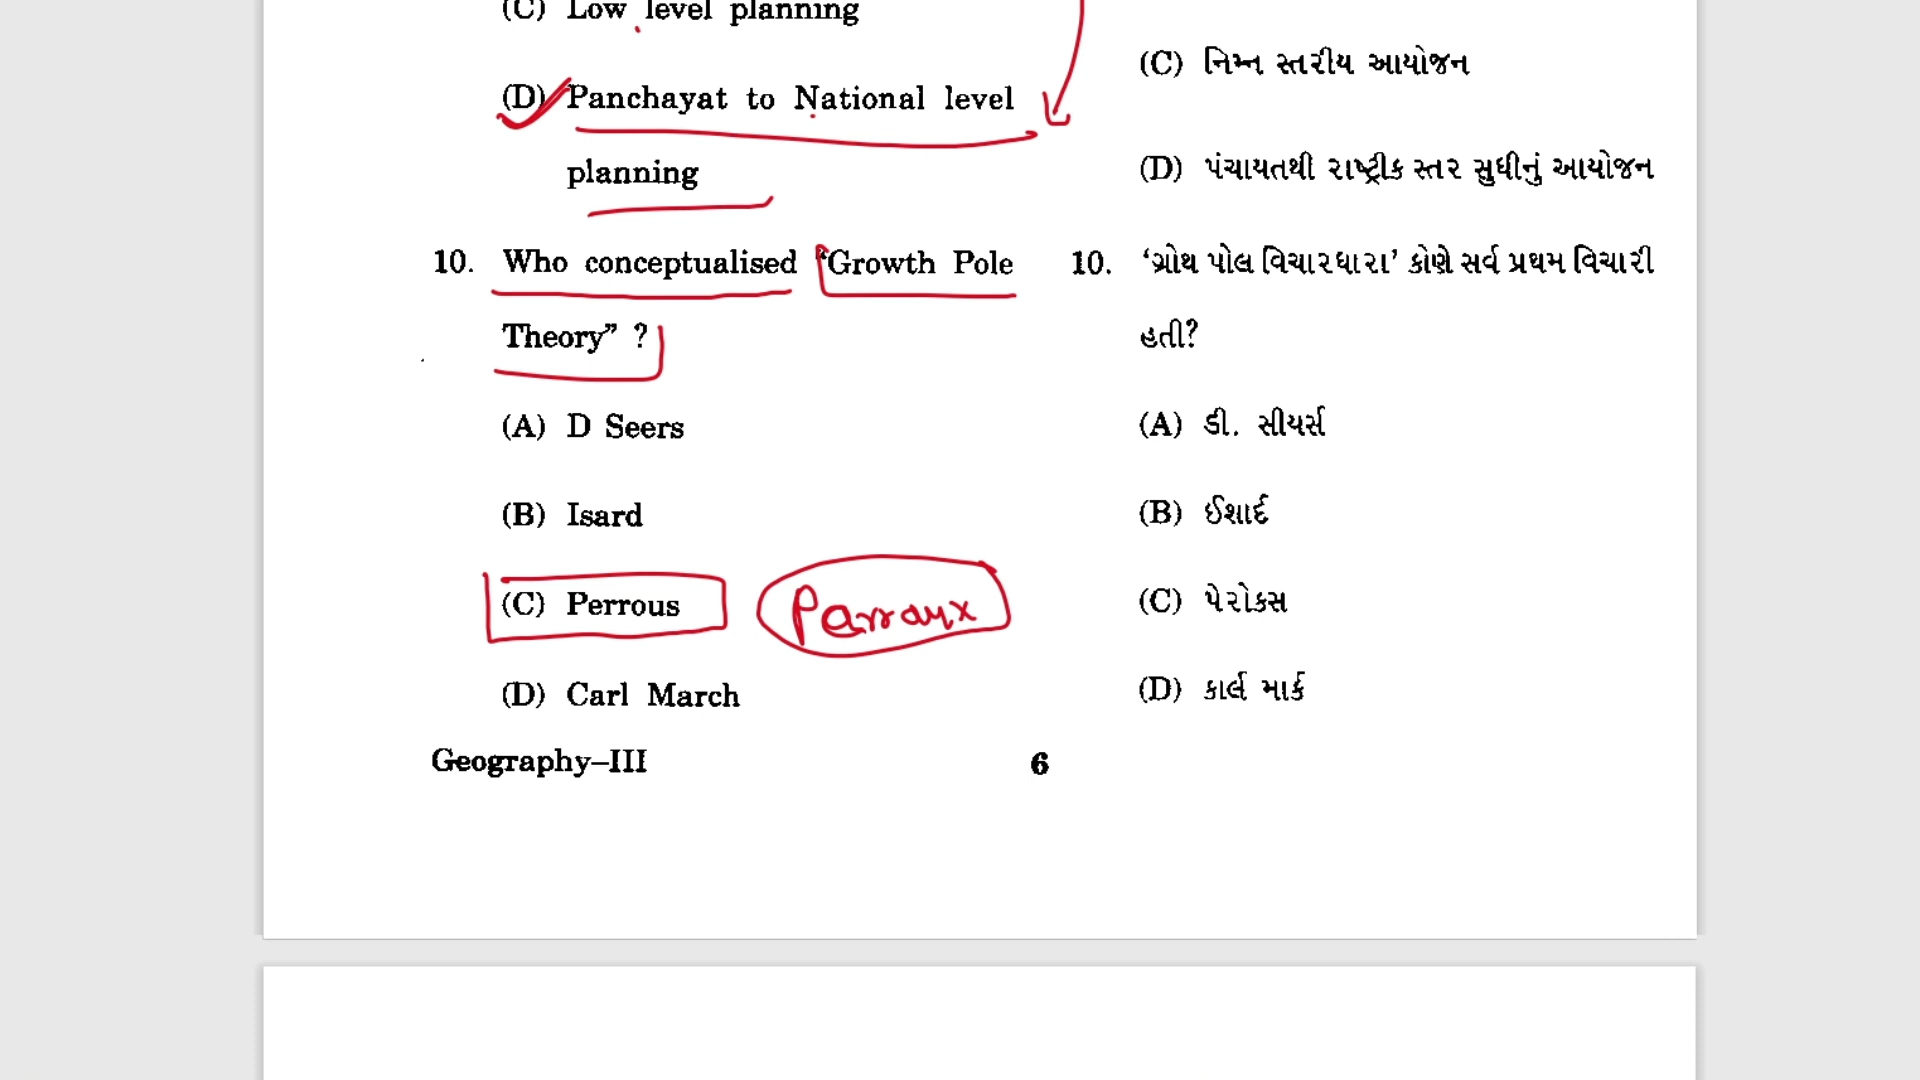 (C) Low level planning
(D) Panchayat to National level
planning
10. Who conceptualised "Growth Pole
Theory" ?
(A) D Seers
(B) Isard
(C) Perrous
Parraux
(D) Carl March
(C) નિમ્ન સ્તરીય આયોજન
(D) પંચાયતથી રાષ્ટ્રીક સ્તર સુધીનું આયોજન
10. ‘ગ્રોથ પોલ વિચારધારા’ કોણે સર્વ પ્રથમ વિચારી
હતી?
(A) ડી. સીયર્સ
(B) ઈશાર્દ
(C) પેરોક્સ
(D) કાર્લ માર્ક
Geography–III
6